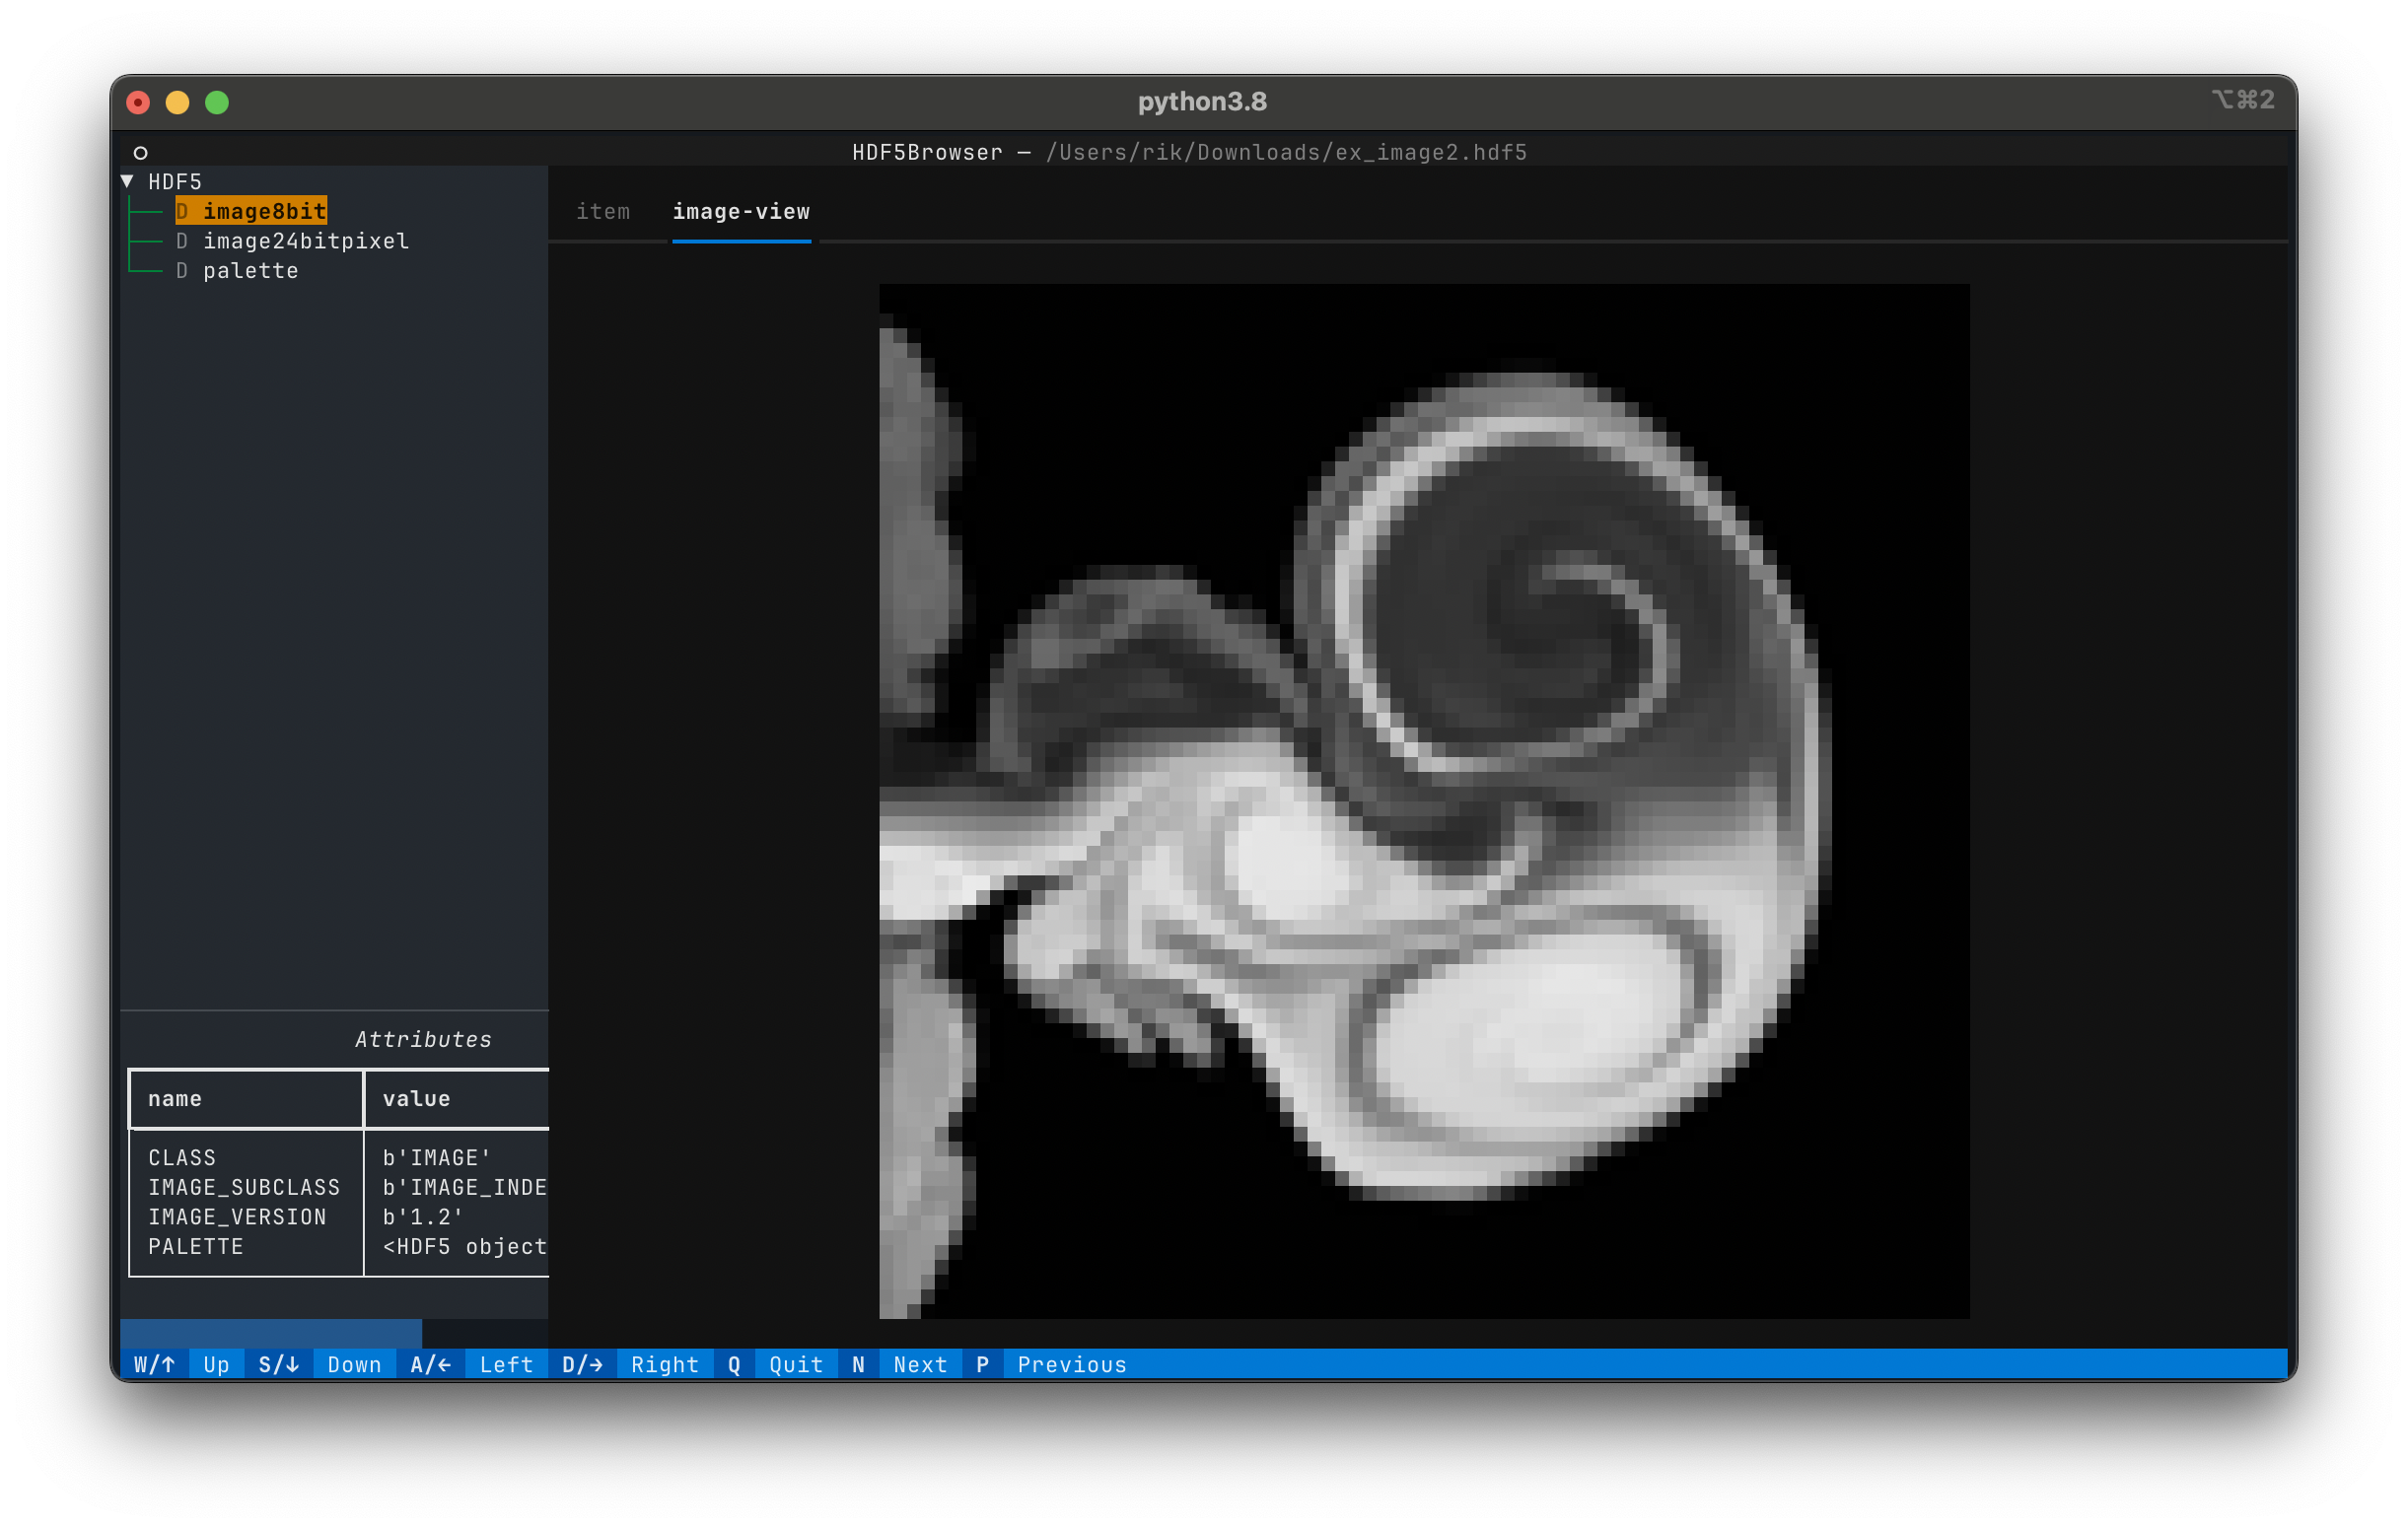 python3.8
⌥⌘2
HDF5Browser — /Users/rik/Downloads/ex_image2.hdf5
▼ HDF5
D image8bit
D image24bitpixel
D palette
item image-view
Attributes
name value
CLASS b'IMAGE'
IMAGE_SUBCLASS b'IMAGE_INDE
IMAGE_VERSION b'1.2'
PALETTE <HDF5 object
W/↑ Up S/↓ Down A/← Left D/→ Right Q Quit N Next P Previous